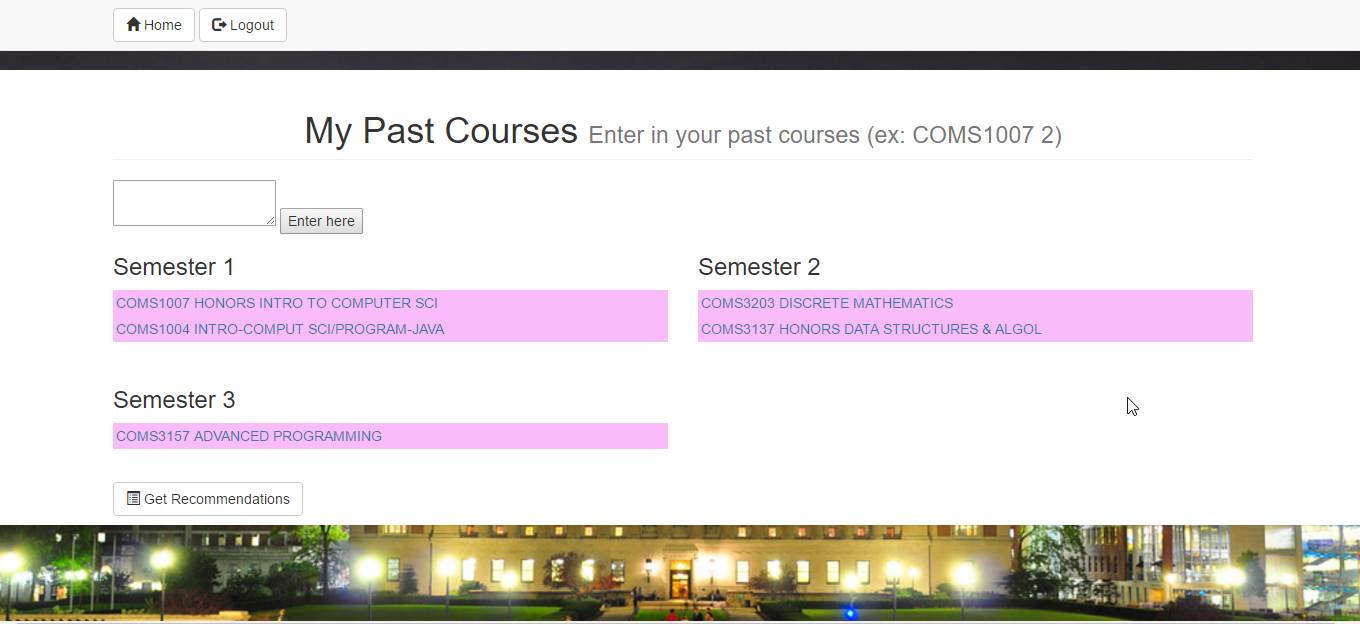 Home Logout
My Past Courses Enter in your past courses (ex: COMS1007 2)
Enter here
Semester 1
COMS1007 HONORS INTRO TO COMPUTER SCI
COMS1004 INTRO-COMPUT SCI/PROGRAM-JAVA
Semester 2
COMS3203 DISCRETE MATHEMATICS
COMS3137 HONORS DATA STRUCTURES & ALGOL
Semester 3
COMS3157 ADVANCED PROGRAMMING
Get Recommendations